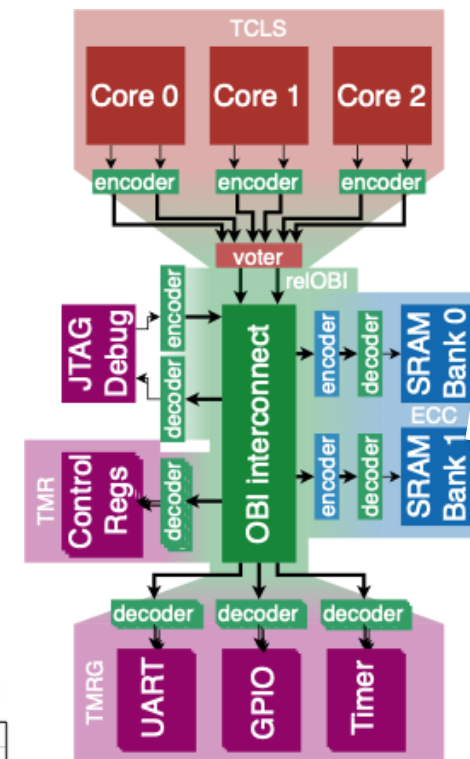 TCLS
Core 0
Core 1
Core 2
encoder
encoder
encoder
voter
relOBI
encoder
JTAG
Debug
decoder
OBI interconnect
encoder
decoder
SRAM
Bank 0
ECC
encoder
decoder
SRAM
Bank 1
TMR
Control
Regs
decoder
decoder
decoder
decoder
TMRG
UART
GPIO
Timer